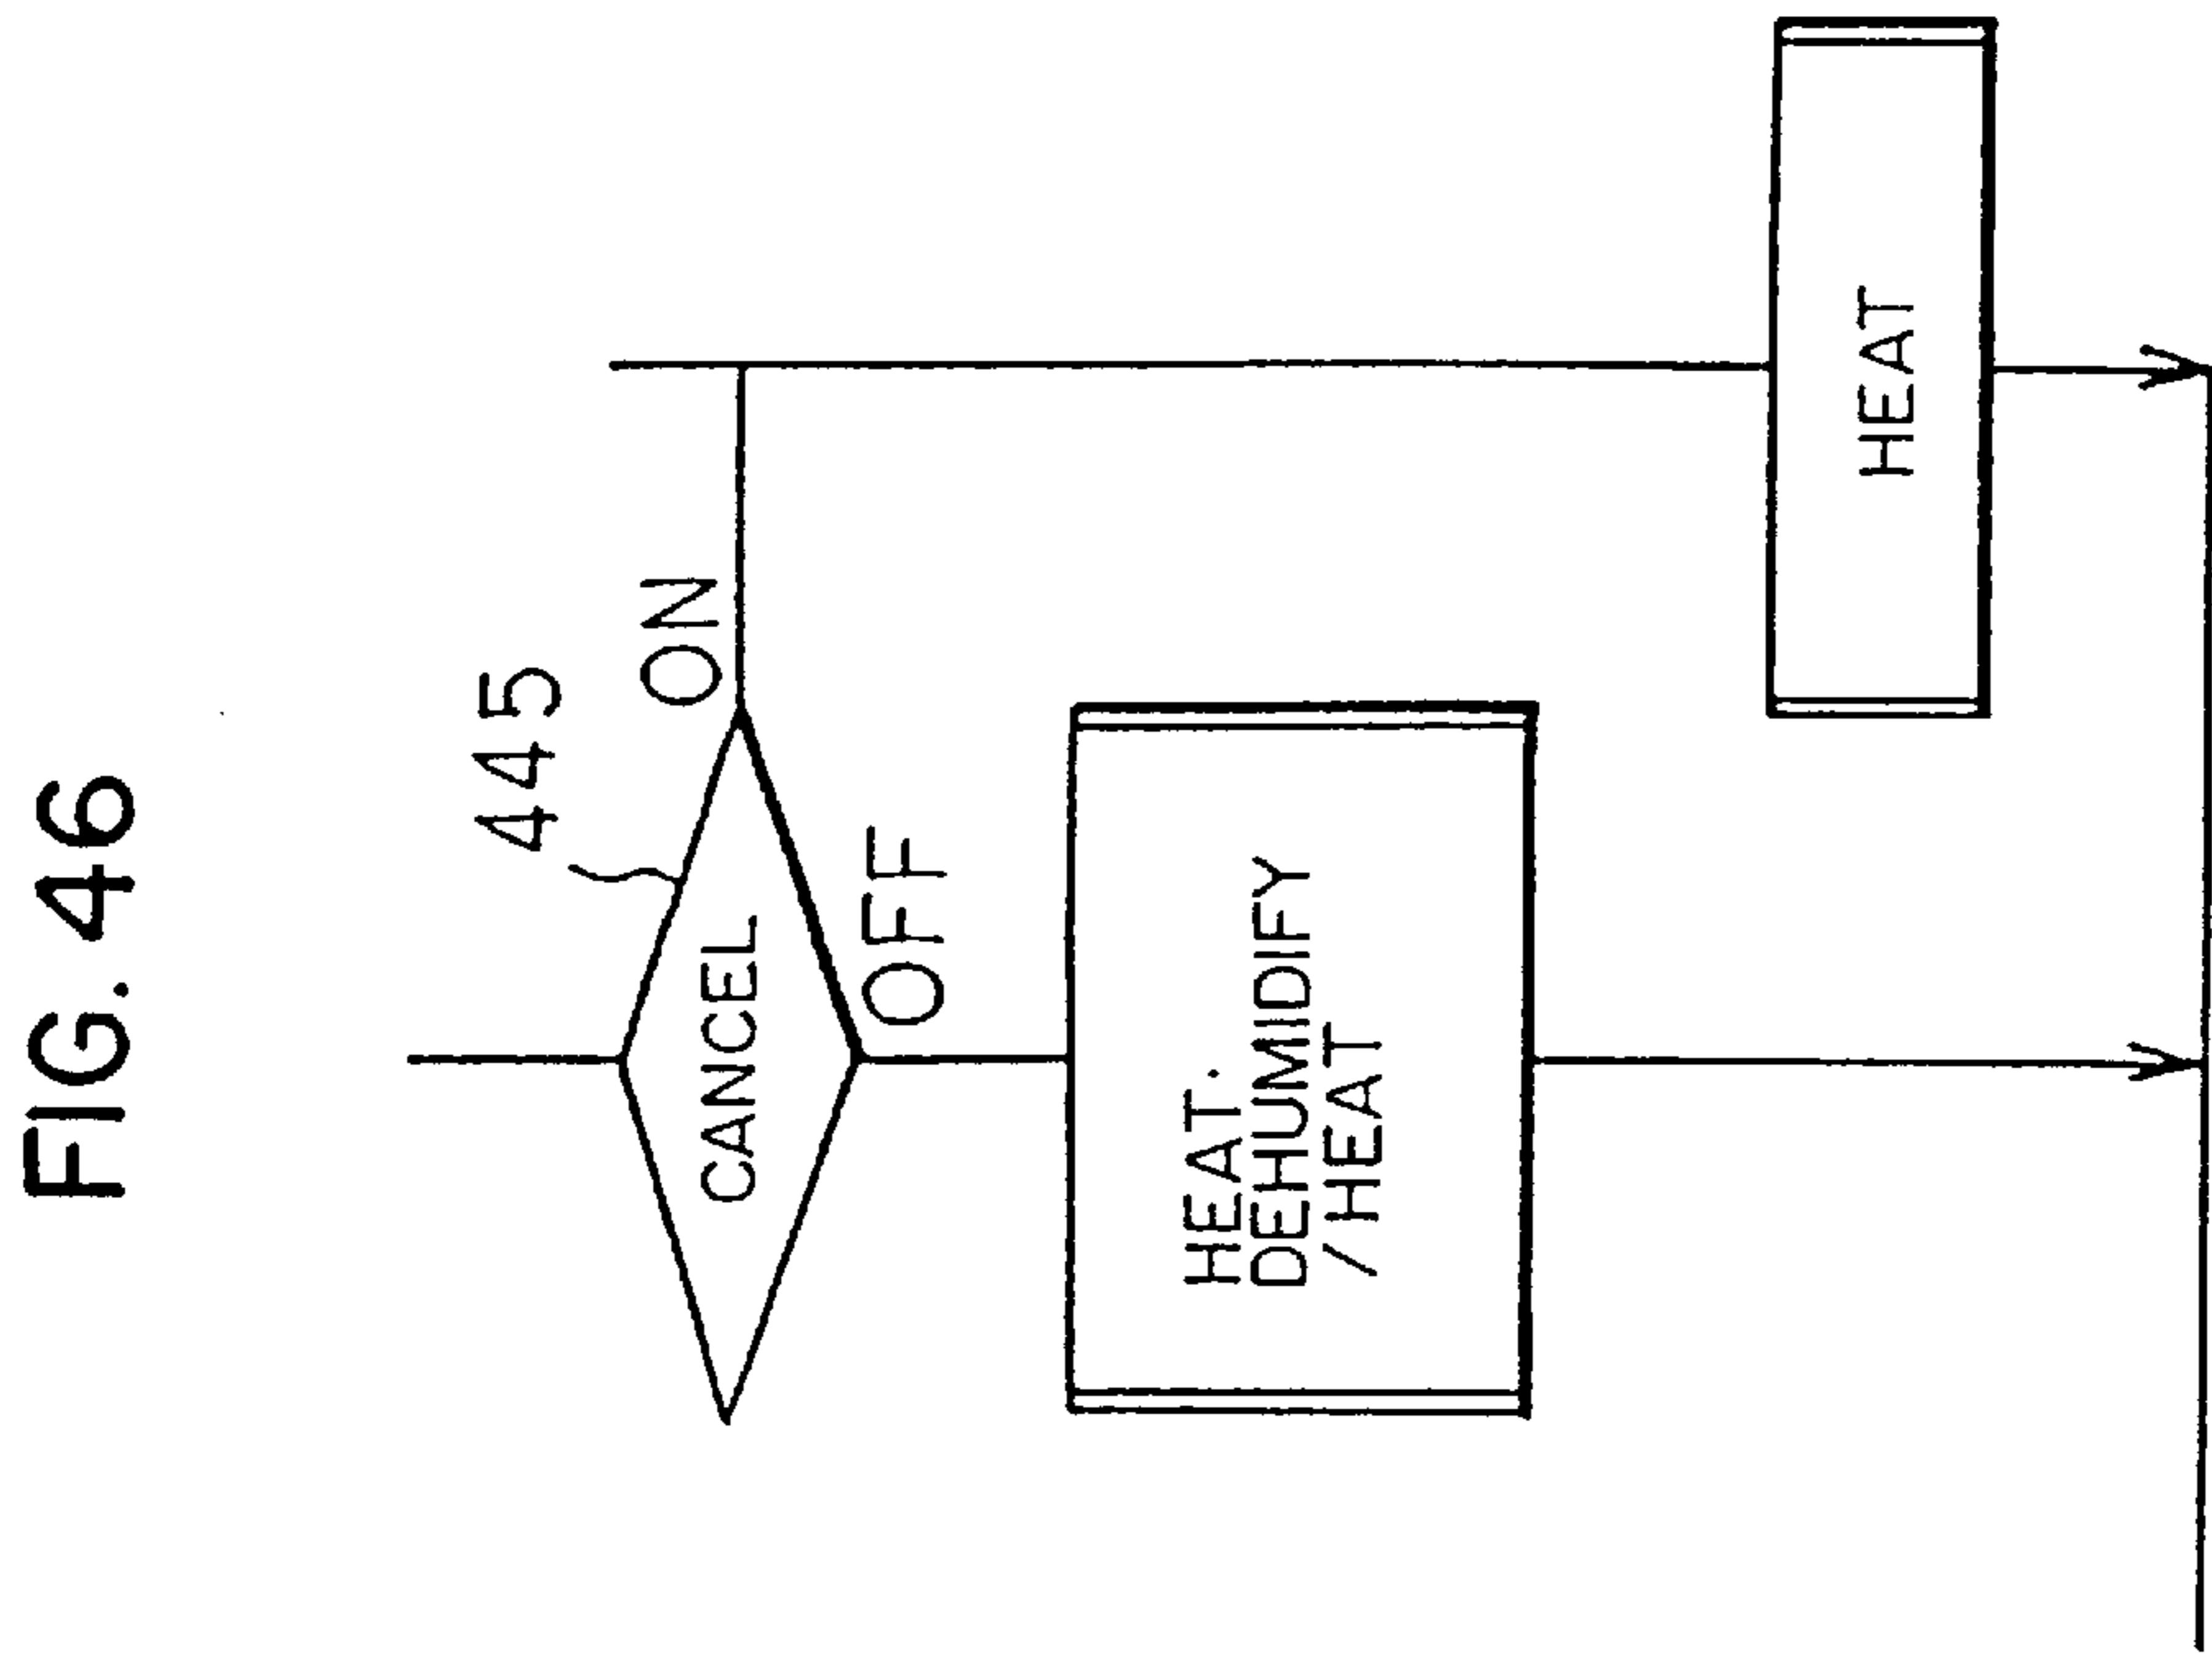 FIG. 46
445
CANCEL
ON
OFF
HEAT·
DEHUMIDIFY
/HEAT
HEAT